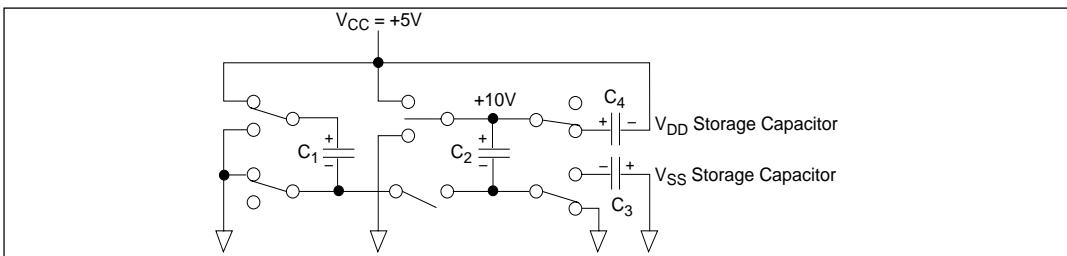 VCC = +5V
+10V
C4
+ −
VDD Storage Capacitor
+
C1
−
+
C2
−
− +
VSS Storage Capacitor
C3